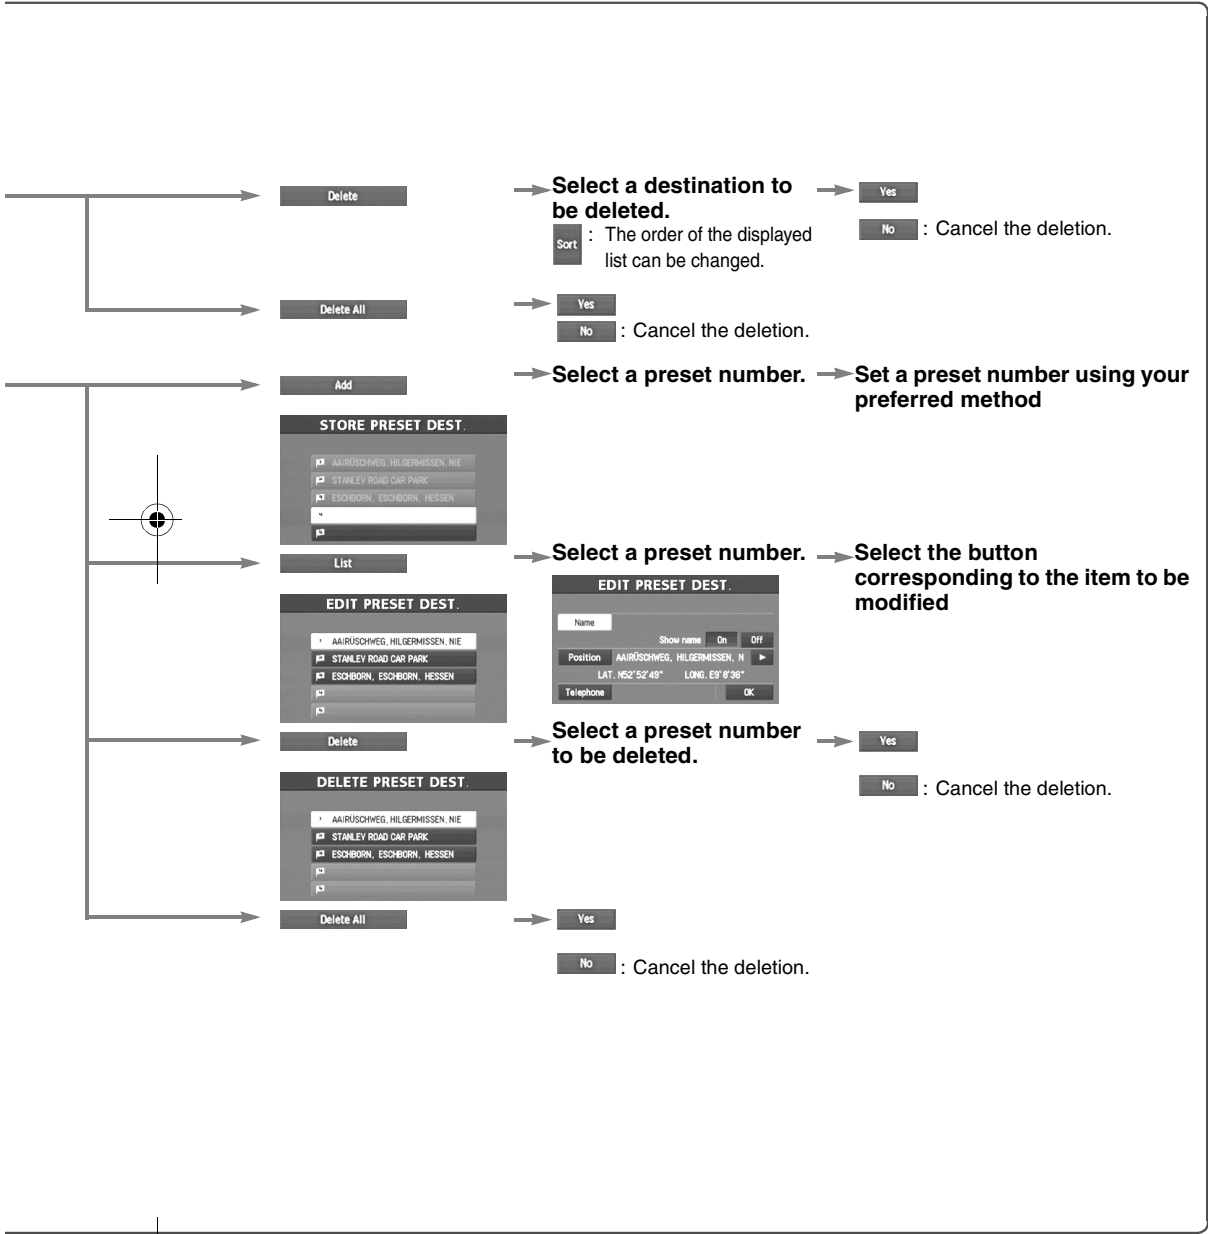 Delete
Select a destination to
be deleted.
Sort : The order of the displayed
list can be changed.
Yes
No : Cancel the deletion.
Delete All
Yes
No : Cancel the deletion.
Add
Select a preset number.
Set a preset number using your
preferred method
STORE PRESET DEST.
AAIRÜSCHWEG, HILGERMISSEN, NIE
STANLEY ROAD CAR PARK
ESCHBORN, ESCHBORN, HESSEN
List
Select a preset number.
Select the button
corresponding to the item to be
modified
EDIT PRESET DEST.
AAIRÜSCHWEG, HILGERMISSEN, NIE
STANLEY ROAD CAR PARK
ESCHBORN, ESCHBORN, HESSEN
EDIT PRESET DEST.
Name
Show name On Off
Position AAIRÜSCHWEG, HILGERMISSEN, N
LAT. N52°52'49" LONG. E9°6'36"
Telephone OK
Delete
Select a preset number
to be deleted.
Yes
No : Cancel the deletion.
DELETE PRESET DEST.
AAIRÜSCHWEG, HILGERMISSEN, NIE
STANLEY ROAD CAR PARK
ESCHBORN, ESCHBORN, HESSEN
Delete All
Yes
No : Cancel the deletion.